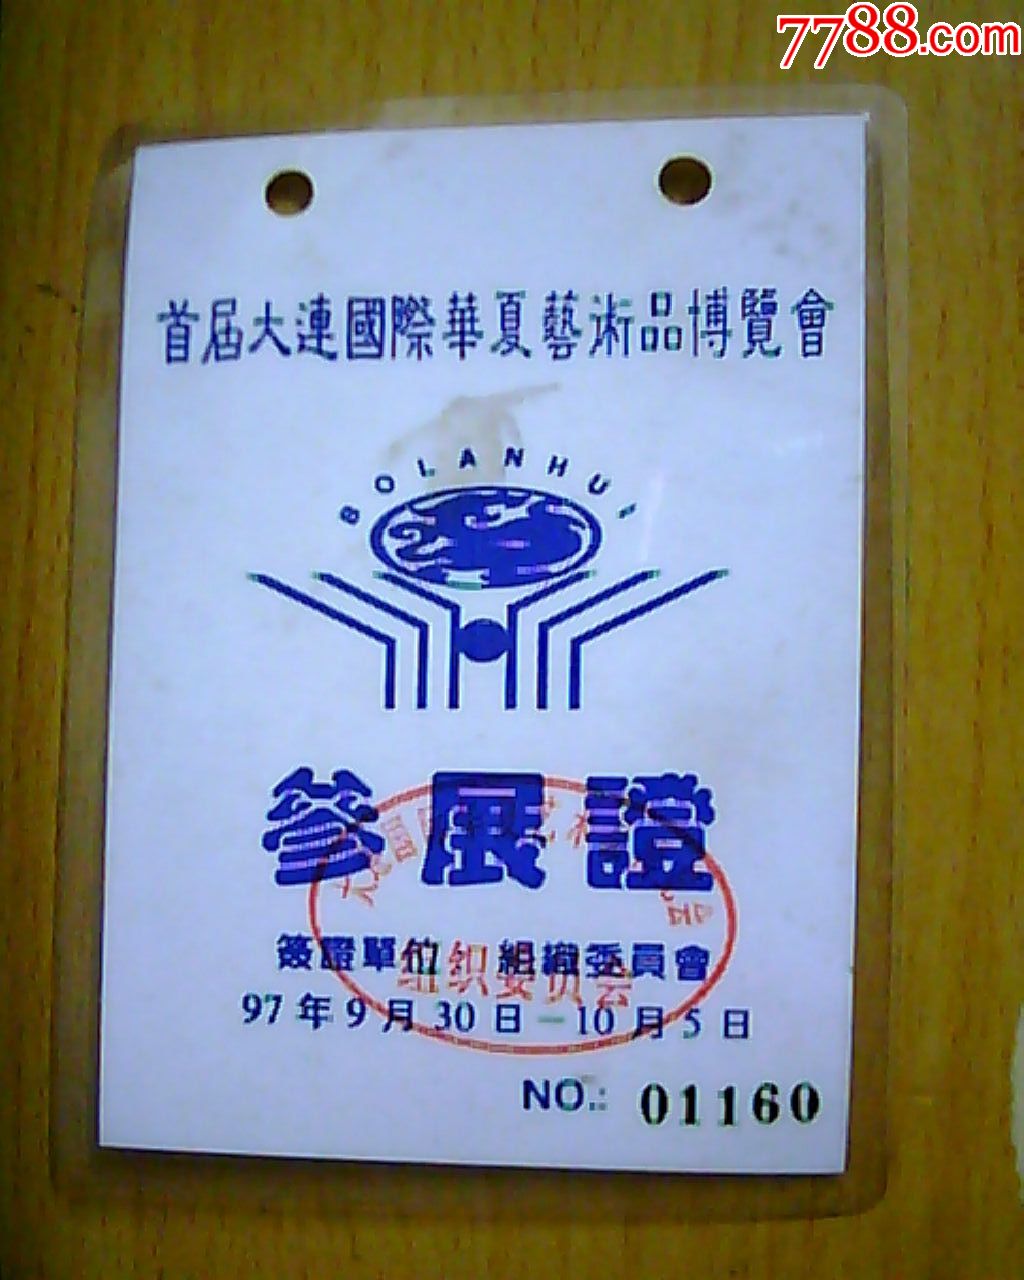 7788.com
首届大連國際華夏藝術品博覽會
BOLANHUI
參展證
簽證單位 組織委員會
组织委员会
97年9月30日—10月5日
NO.: 01160